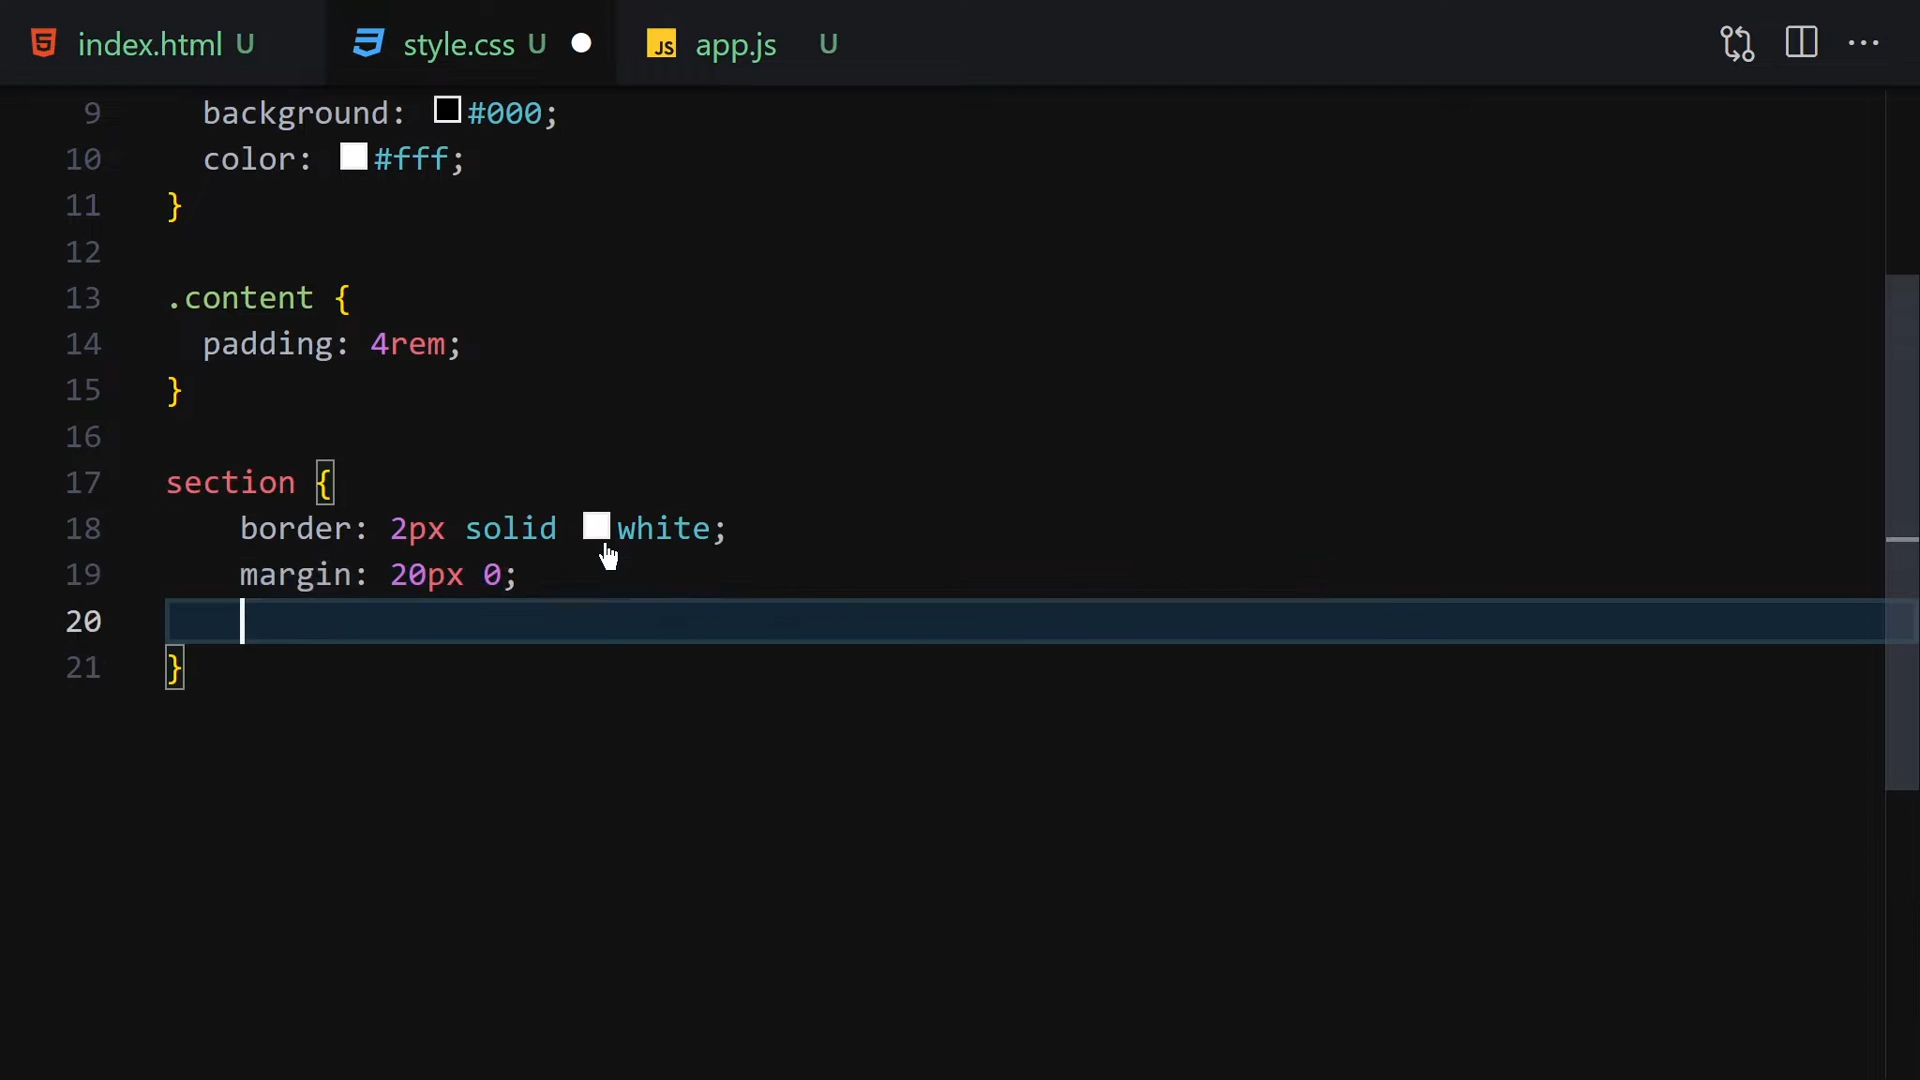 index.html U style.css U JS app.js U
9 background: #000;
10 color: #fff;
11 }
12
13 .content {
14 padding: 4rem;
15 }
16
17 section {
18 border: 2px solid white;
19 margin: 20px 0;
20
21 }